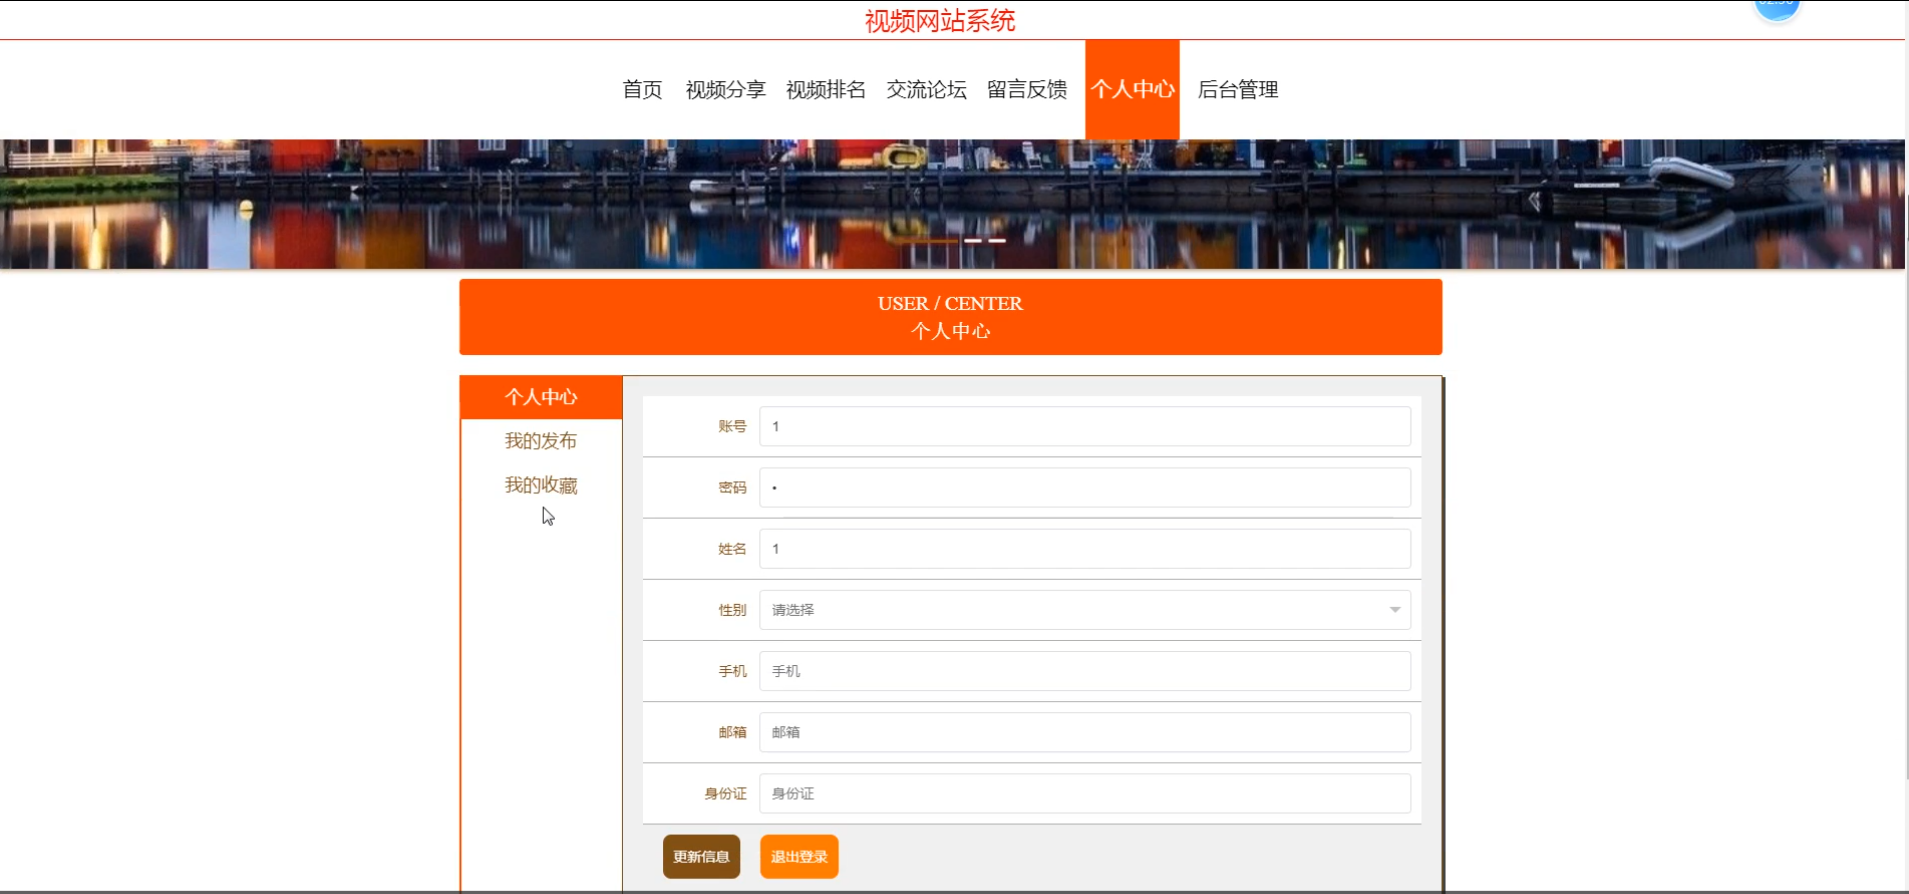 视频网站系统
首页 视频分享 视频排名 交流论坛 留言反馈 个人中心 后台管理
USER / CENTER
个人中心
个人中心
我的发布
我的收藏
账号 1
密码 •
姓名 1
性别 请选择
手机 手机
邮箱 邮箱
身份证 身份证
更新信息 退出登录